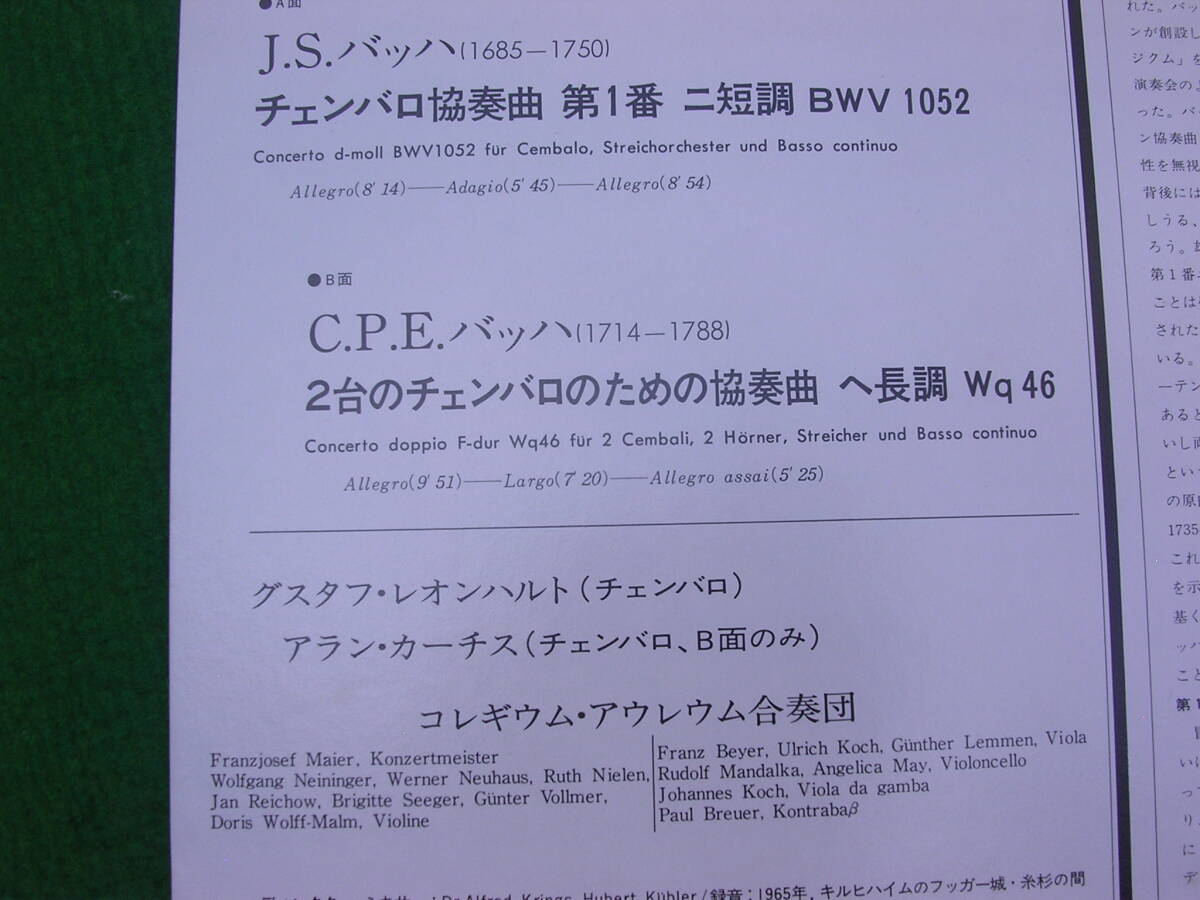 ●A面
J.S.バッハ(1685―1750)
チェンバロ協奏曲 第1番 ニ短調 BWV 1052
Concerto d-moll BWV1052 für Cembalo, Streichorchester und Basso continuo
Allegro(8′14)――Adagio(5′45)――Allegro(8′54)
●B面
C.P.E.バッハ(1714―1788)
2台のチェンバロのための協奏曲 ヘ長調 Wq 46
Concerto doppio F-dur Wq46 für 2 Cembali, 2 Hörner, Streicher und Basso continuo
Allegro(9′51)――Largo(7′20)――Allegro assai(5′25)
グスタフ・レオンハルト(チェンバロ)
アラン・カーチス(チェンバロ、B面のみ)
コレギウム・アウレウム合奏団
Franzjosef Maier, Konzertmeister
Wolfgang Neininger, Werner Neuhaus, Ruth Nielen,
Jan Reichow, Brigitte Seeger, Günter Vollmer,
Doris Wolff-Malm, Violine
Franz Beyer, Ulrich Koch, Günther Lemmen, Viola
Rudolf Mandalka, Angelica May, Violoncello
Johannes Koch, Viola da gamba
Paul Breuer, Kontrabaβ
Dr.Alfred Krings, Hubert Kübler/録音:1965年, キルヒハイムのフッガー城・糸杉の間
れた。バッ
ンが創設し
ジクム」を
演奏会の
った。バ
ン協奏曲
性を無視
背後には
しうる、
ろう。
第1番
ことは
された
いる。
ーテン
あると
いし両
という
の原曲
1735
これ
を示
基く
ッハ
こと
第1
いに
って
リ
に
デ